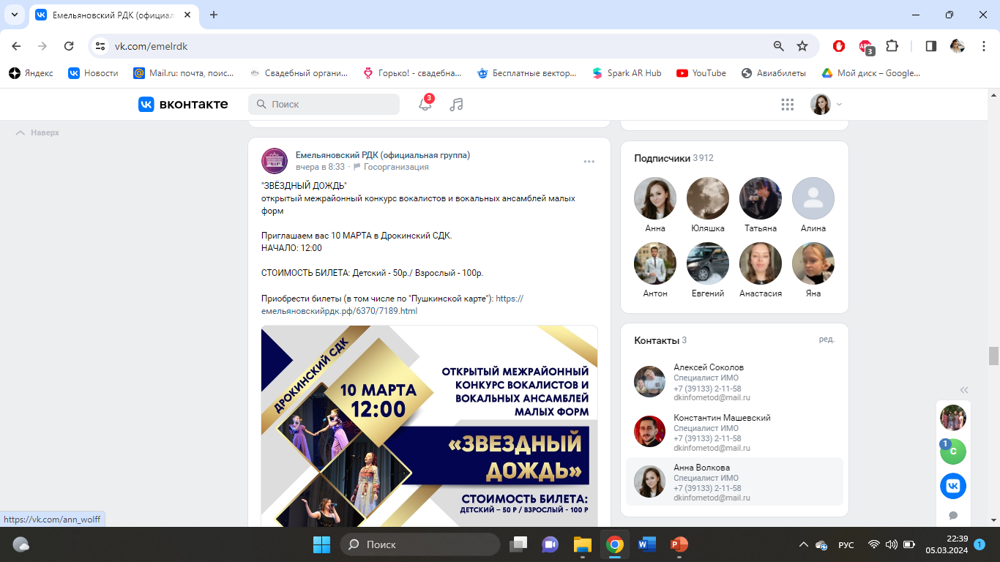 Емельяновский РДК (официал
vk.com/emelrdk
3
Яндекс
Новости
Mail.ru: почта, поис...
Свадебный органи...
Горько! - свадебна...
Бесплатные вектор...
Spark AR Hub
YouTube
Авиабилеты
Мой диск – Google...
ВКОНТАКТЕ
Поиск
3
Наверх
Емельяновский РДК (официальная группа)
вчера в 8:33 · Госорганизация
"ЗВЁЗДНЫЙ ДОЖДЬ"
открытый межрайонный конкурс вокалистов и вокальных ансамблей малых
форм
Приглашаем вас 10 МАРТА в Дрокинский СДК.
НАЧАЛО: 12:00
СТОИМОСТЬ БИЛЕТА: Детский - 50р./ Взрослый - 100р.
Приобрести билеты (в том числе по "Пушкинской карте"): https://
емельяновскийрдк.рф/6370/7189.html
ДРОКИНСКИЙ СДК
10 МАРТА
12:00
ОТКРЫТЫЙ МЕЖРАЙОННЫЙ
КОНКУРС ВОКАЛИСТОВ И
ВОКАЛЬНЫХ АНСАМБЛЕЙ
МАЛЫХ ФОРМ
«ЗВЕЗДНЫЙ
ДОЖДЬ»
СТОИМОСТЬ БИЛЕТА:
ДЕТСКИЙ – 50 Р / ВЗРОСЛЫЙ - 100 Р
Подписчики 3 912
Анна
Юляшка
Татьяна
Алина
Антон
Евгений
Анастасия
Яна
Контакты 3
ред.
Алексей Соколов
Специалист ИМО
+7 (39133) 2-11-58
dkinfometod@mail.ru
Константин Машевский
Специалист ИМО
+7 (39133) 2-11-58
dkinfometod@mail.ru
Анна Волкова
Специалист ИМО
+7 (39133) 2-11-58
dkinfometod@mail.ru
1
С
https://vk.com/ann_wolff
Поиск
РУС
22:39
05.03.2024
1